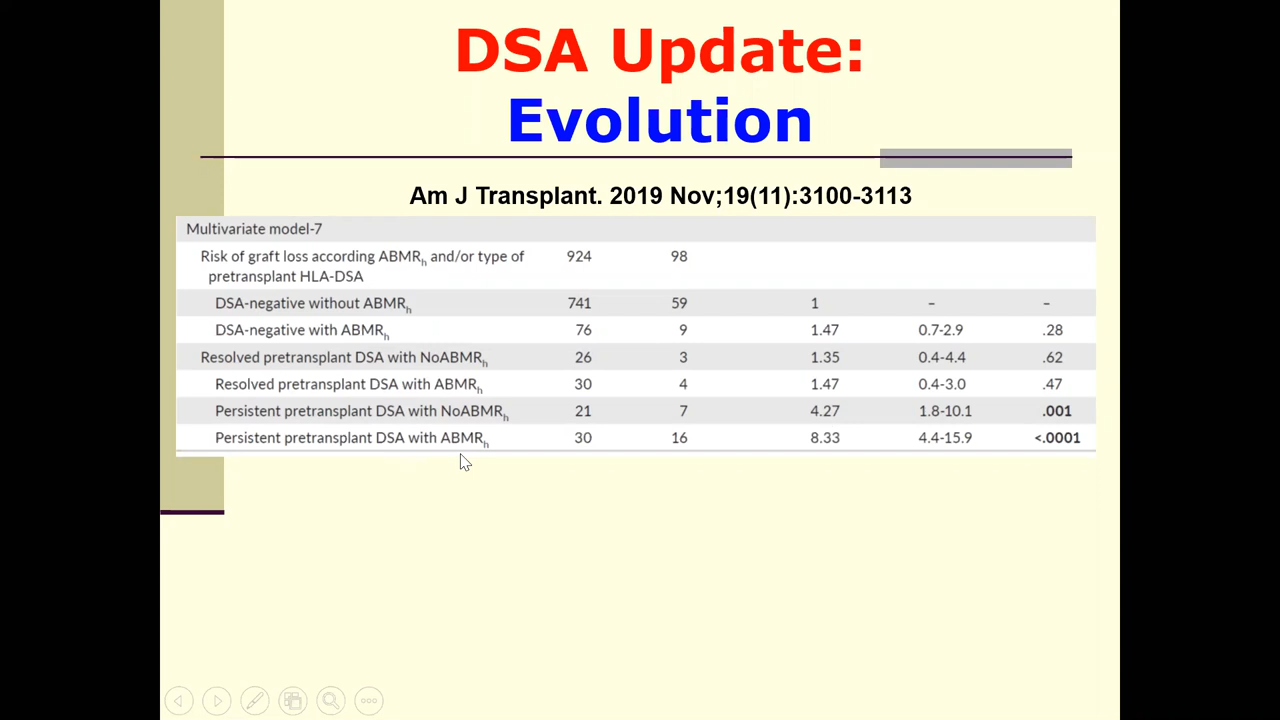 DSA Update:
Evolution
Am J Transplant. 2019 Nov;19(11):3100-3113
Multivariate model-7
Risk of graft loss according ABMRh and/or type of 924 98
pretransplant HLA-DSA
DSA-negative without ABMRh 741 59 1 – –
DSA-negative with ABMRh 76 9 1.47 0.7-2.9 .28
Resolved pretransplant DSA with NoABMRh 26 3 1.35 0.4-4.4 .62
Resolved pretransplant DSA with ABMRh 30 4 1.47 0.4-3.0 .47
Persistent pretransplant DSA with NoABMRh 21 7 4.27 1.8-10.1 .001
Persistent pretransplant DSA with ABMRh 30 16 8.33 4.4-15.9 <.0001